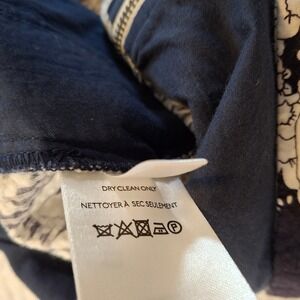 DRY CLEAN ONLY
NETTOYER À SEC SEULEMENT
P